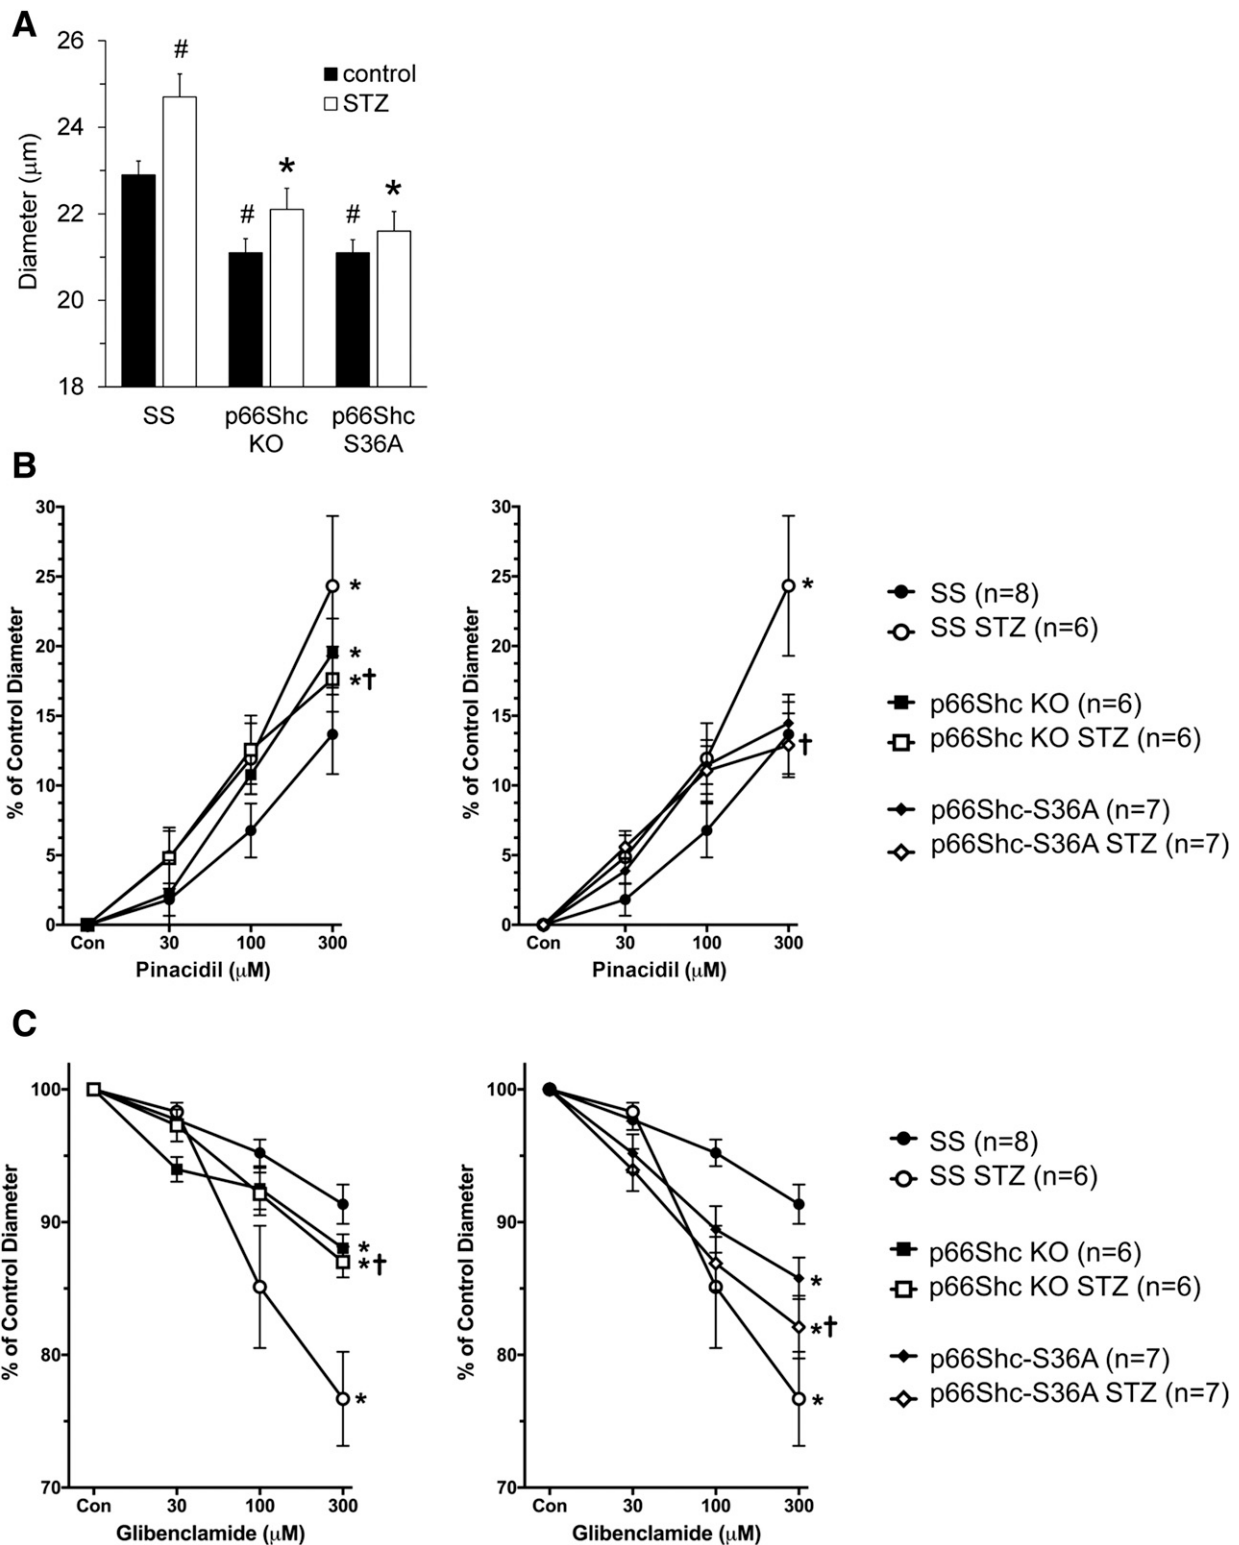 A
26
24
22
20
18
Diameter (μm)
#
control
STZ
#
*
#
*
SS
p66Shc
KO
p66Shc
S36A
B
30
25
20
15
10
5
0
% of Control Diameter
*
*
*†
Con
30
100
300
Pinacidil (μM)
30
25
20
15
10
5
0
% of Control Diameter
*
†
Con
30
100
300
Pinacidil (μM)
SS (n=8)
SS STZ (n=6)
p66Shc KO (n=6)
p66Shc KO STZ (n=6)
p66Shc-S36A (n=7)
p66Shc-S36A STZ (n=7)
C
100
90
80
70
% of Control Diameter
*
*†
*
Con
30
100
300
Glibenclamide (μM)
100
90
80
70
% of Control Diameter
*
*†
*
Con
30
100
300
Glibenclamide (μM)
SS (n=8)
SS STZ (n=6)
p66Shc KO (n=6)
p66Shc KO STZ (n=6)
p66Shc-S36A (n=7)
p66Shc-S36A STZ (n=7)